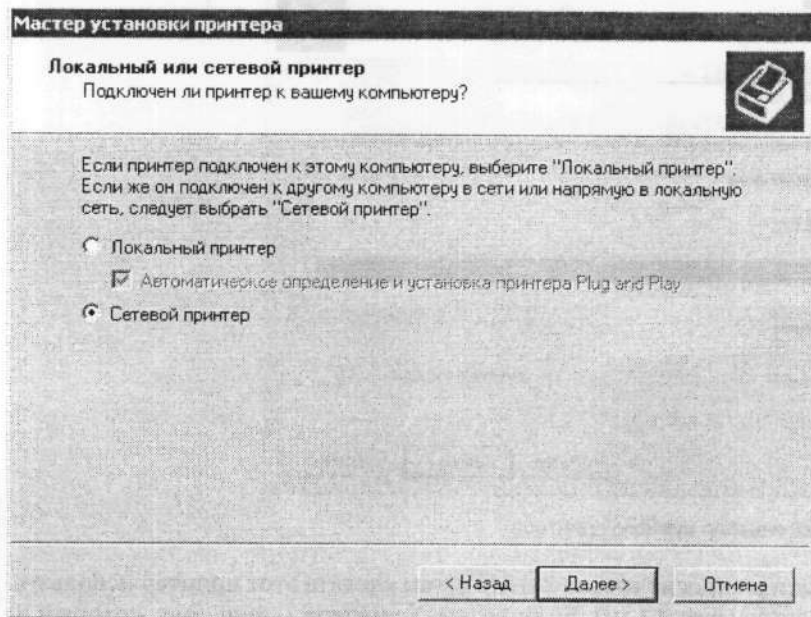 Мастер установки принтера
Локальный или сетевой принтер
Подключен ли принтер к вашему компьютеру?
Если принтер подключен к этому компьютеру, выберите "Локальный принтер".
Если же он подключен к другому компьютеру в сети или напрямую в локальную
сеть, следует выбрать "Сетевой принтер".
Локальный принтер
Автоматическое определение и установка принтера Plug and Play
Сетевой принтер
< Назад
Далее >
Отмена